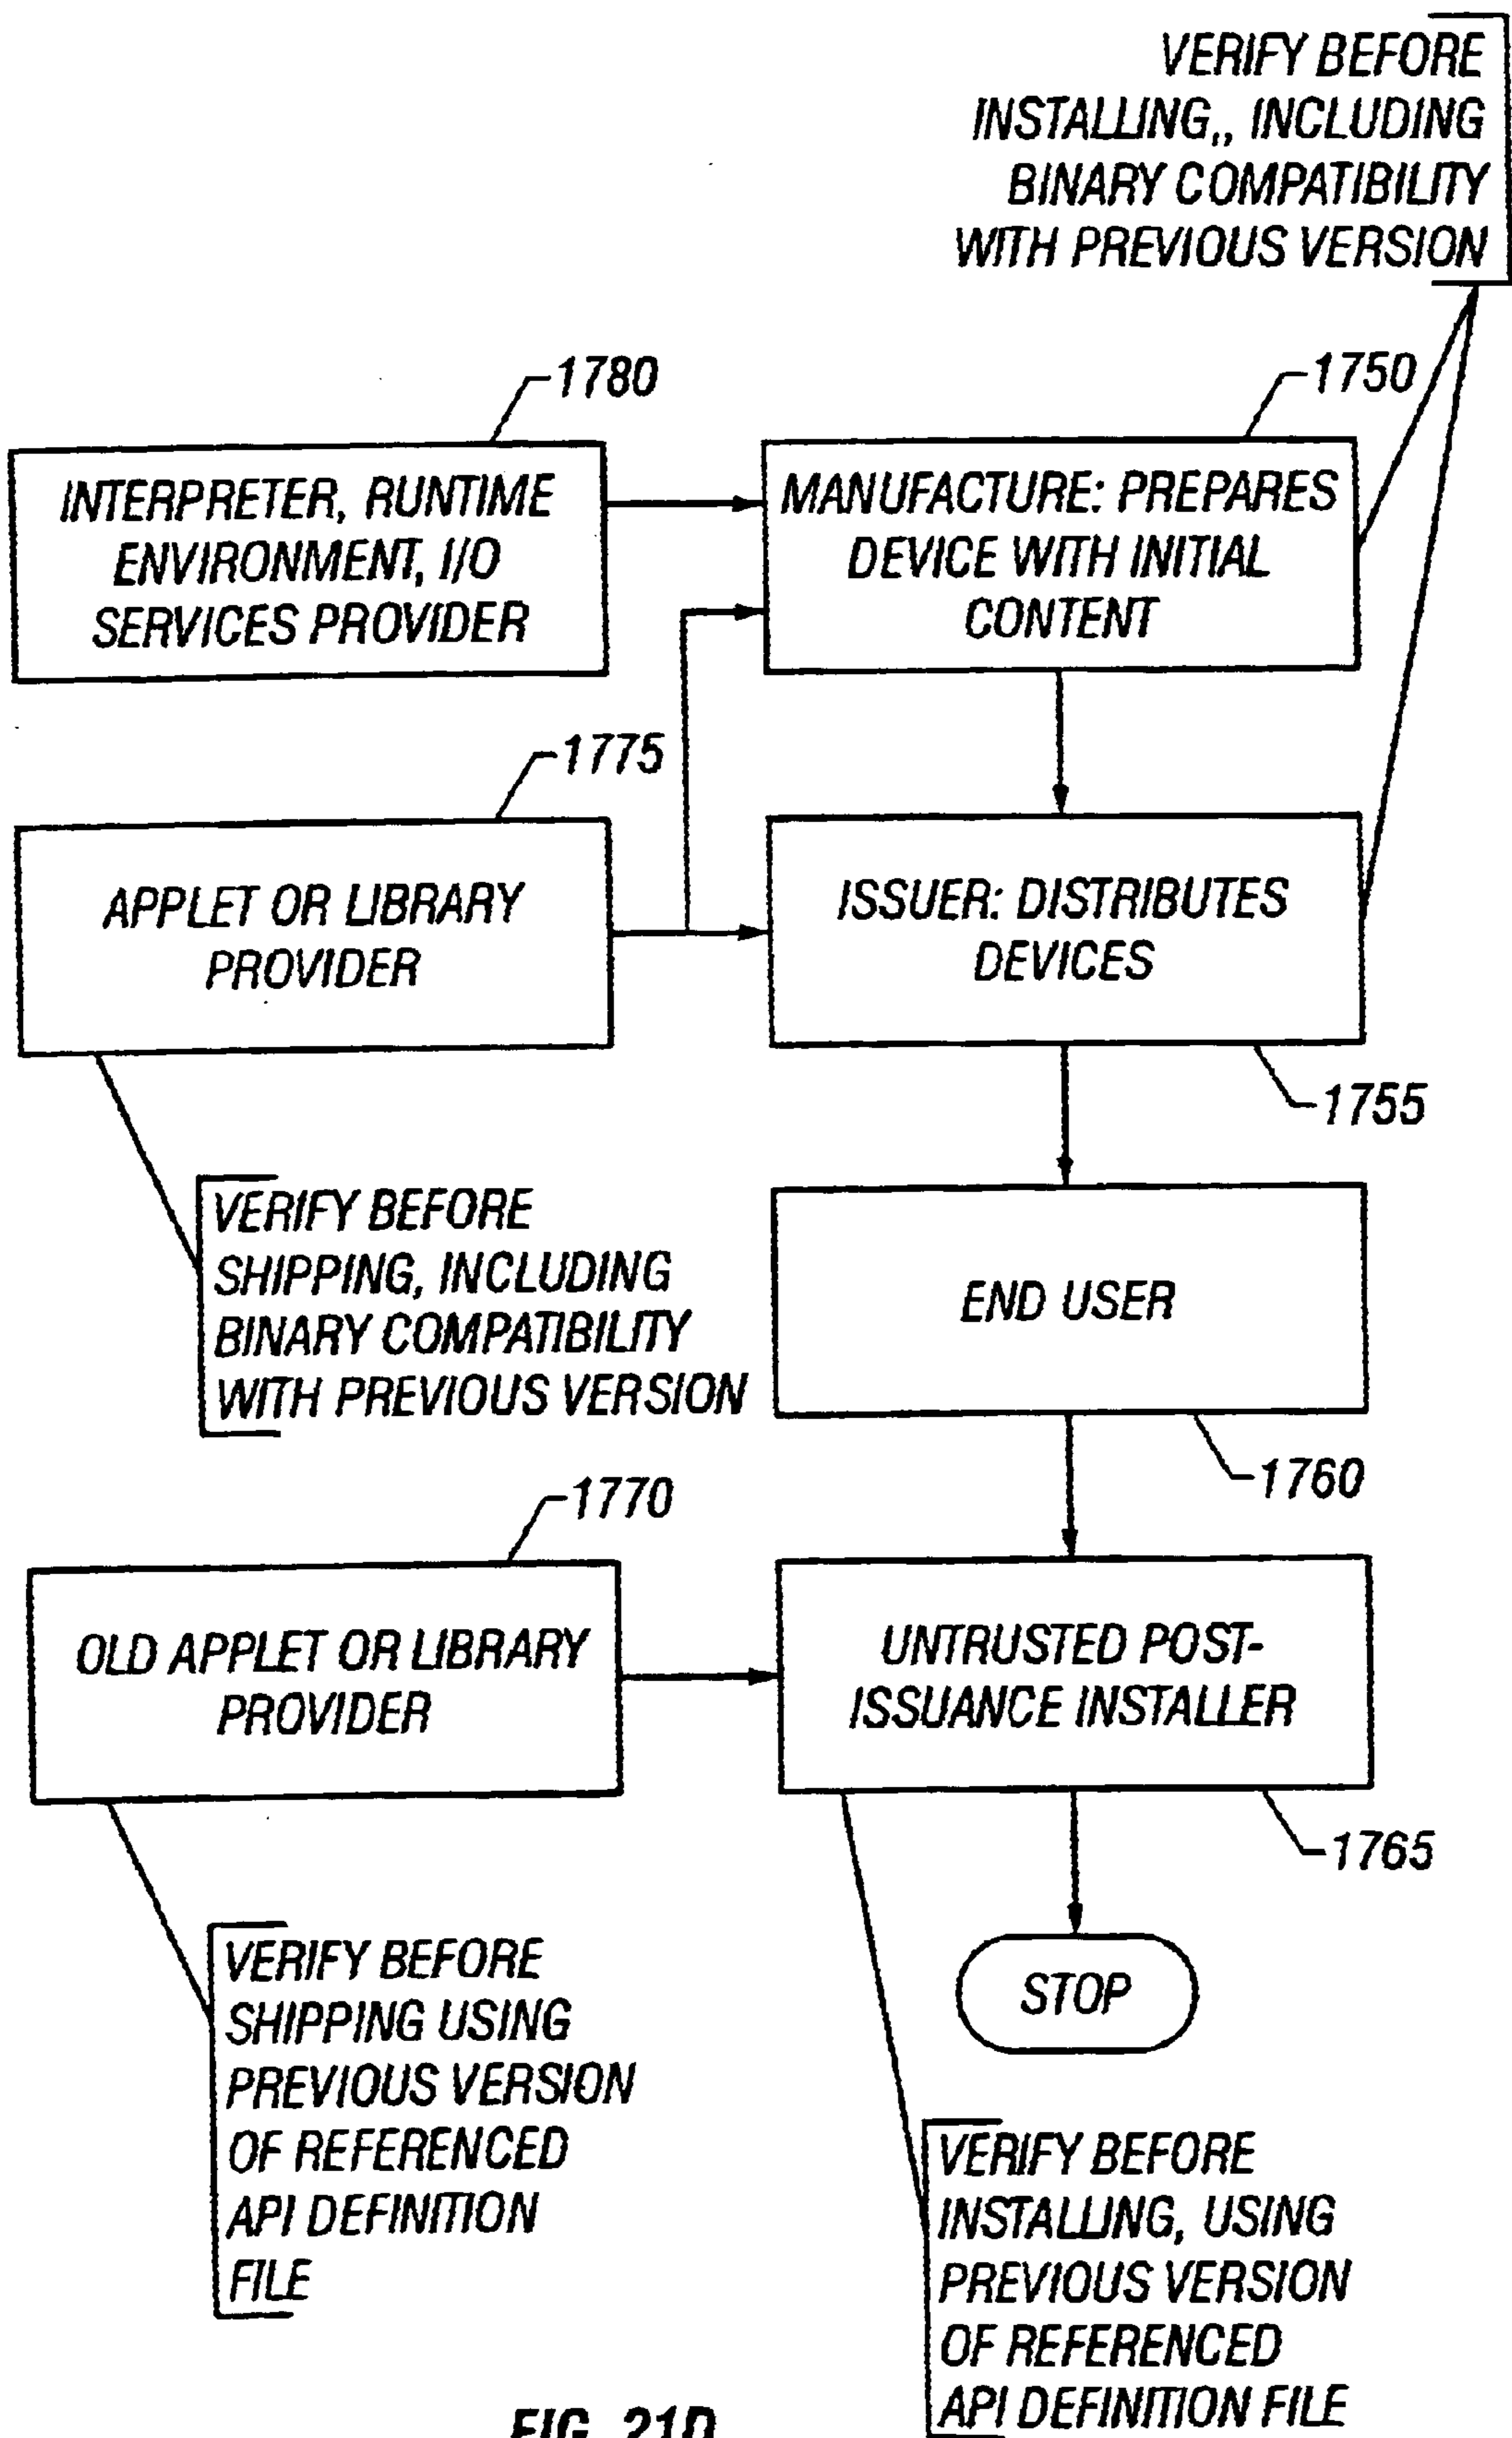 VERIFY BEFORE
INSTALLING,, INCLUDING
BINARY COMPATIBILITY
WITH PREVIOUS VERSION
1780
1750
INTERPRETER, RUNTIME
ENVIRONMENT, I/O
SERVICES PROVIDER
MANUFACTURE: PREPARES
DEVICE WITH INITIAL
CONTENT
1775
APPLET OR LIBRARY
PROVIDER
ISSUER: DISTRIBUTES
DEVICES
1755
VERIFY BEFORE
SHIPPING, INCLUDING
BINARY COMPATIBILITY
WITH PREVIOUS VERSION
END USER
1760
1770
OLD APPLET OR LIBRARY
PROVIDER
UNTRUSTED POST-
ISSUANCE INSTALLER
1765
VERIFY BEFORE
SHIPPING USING
PREVIOUS VERSION
OF REFERENCED
API DEFINITION
FILE
STOP
VERIFY BEFORE
INSTALLING, USING
PREVIOUS VERSION
OF REFERENCED
API DEFINITION FILE
FIG. 21D